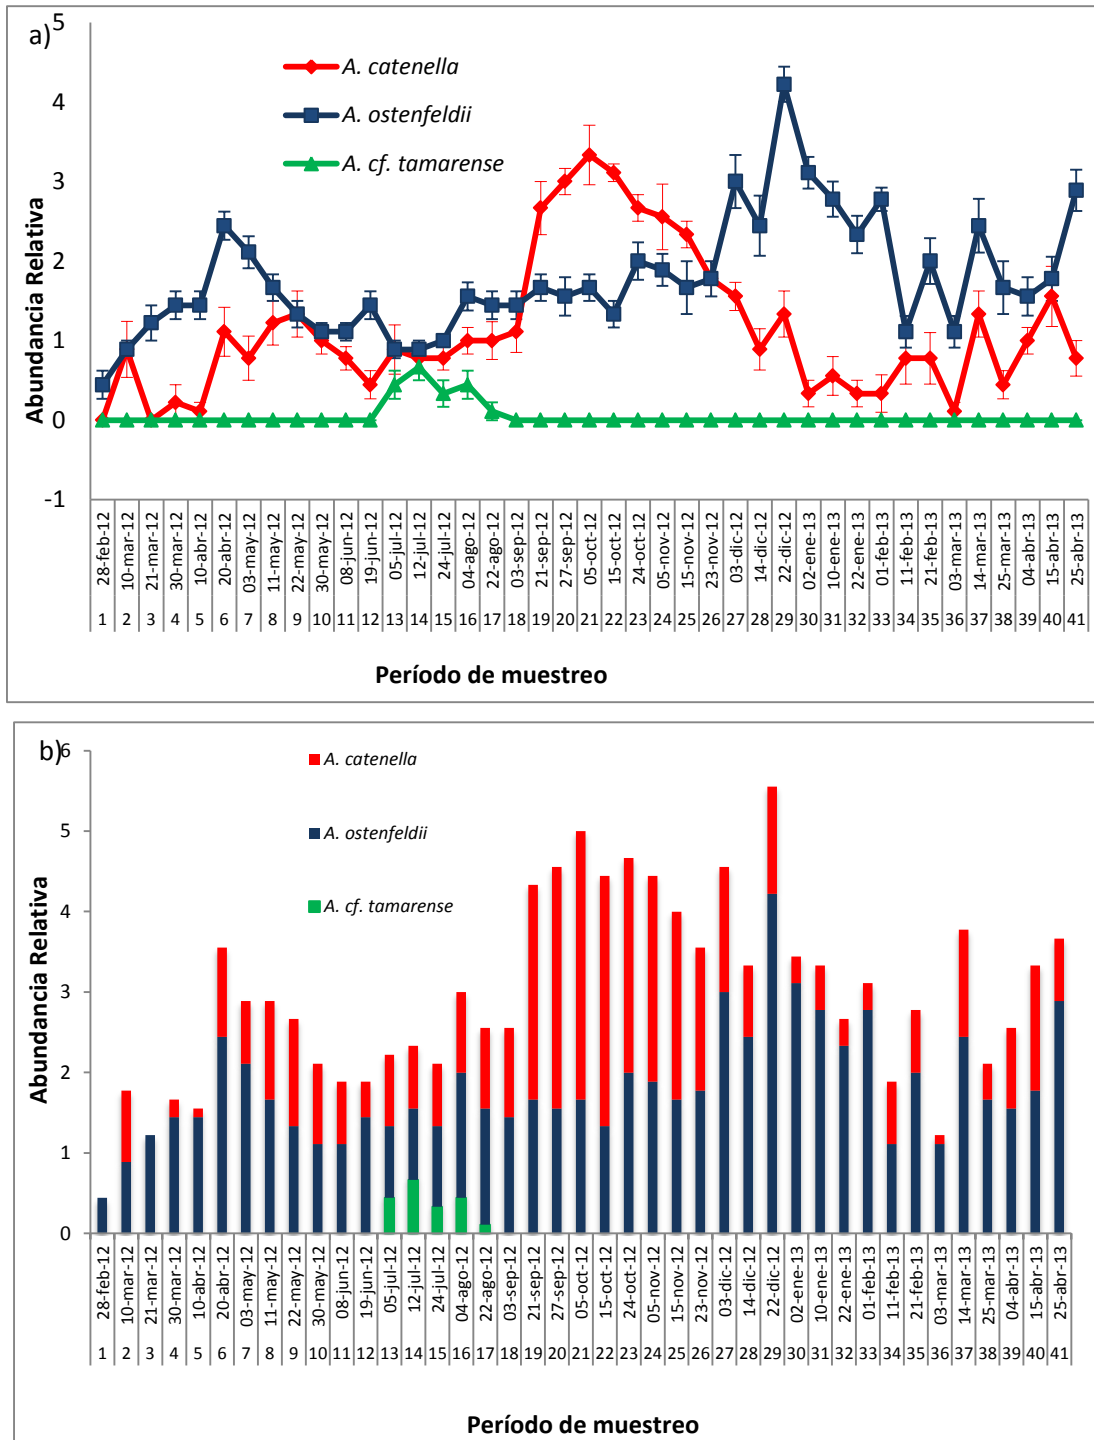 a)
A. catenella
A. ostenfeldii
A. cf. tamarense
Abundancia Relativa
5
4
3
2
1
0
-1
28-feb-12 10-mar-12 21-mar-12 30-mar-12 10-abr-12 20-abr-12 03-may-12 11-may-12 22-may-12 30-may-12 08-jun-12 19-jun-12 05-jul-12 12-jul-12 24-jul-12 04-ago-12 22-ago-12 03-sep-12 21-sep-12 27-sep-12 05-oct-12 15-oct-12 24-oct-12 05-nov-12 15-nov-12 23-nov-12 03-dic-12 14-dic-12 22-dic-12 02-ene-13 10-ene-13 22-ene-13 01-feb-13 11-feb-13 21-feb-13 03-mar-13 14-mar-13 25-mar-13 04-abr-13 15-abr-13 25-abr-13
1 2 3 4 5 6 7 8 9 10 11 12 13 14 15 16 17 18 19 20 21 22 23 24 25 26 27 28 29 30 31 32 33 34 35 36 37 38 39 40 41
Período de muestreo
b)
A. catenella
A. ostenfeldii
A. cf. tamarense
Abundancia Relativa
6
5
4
3
2
1
0
28-feb-12 10-mar-12 21-mar-12 30-mar-12 10-abr-12 20-abr-12 03-may-12 11-may-12 22-may-12 30-may-12 08-jun-12 19-jun-12 05-jul-12 12-jul-12 24-jul-12 04-ago-12 22-ago-12 03-sep-12 21-sep-12 27-sep-12 05-oct-12 15-oct-12 24-oct-12 05-nov-12 15-nov-12 23-nov-12 03-dic-12 14-dic-12 22-dic-12 02-ene-13 10-ene-13 22-ene-13 01-feb-13 11-feb-13 21-feb-13 03-mar-13 14-mar-13 25-mar-13 04-abr-13 15-abr-13 25-abr-13
1 2 3 4 5 6 7 8 9 10 11 12 13 14 15 16 17 18 19 20 21 22 23 24 25 26 27 28 29 30 31 32 33 34 35 36 37 38 39 40 41
Período de muestreo